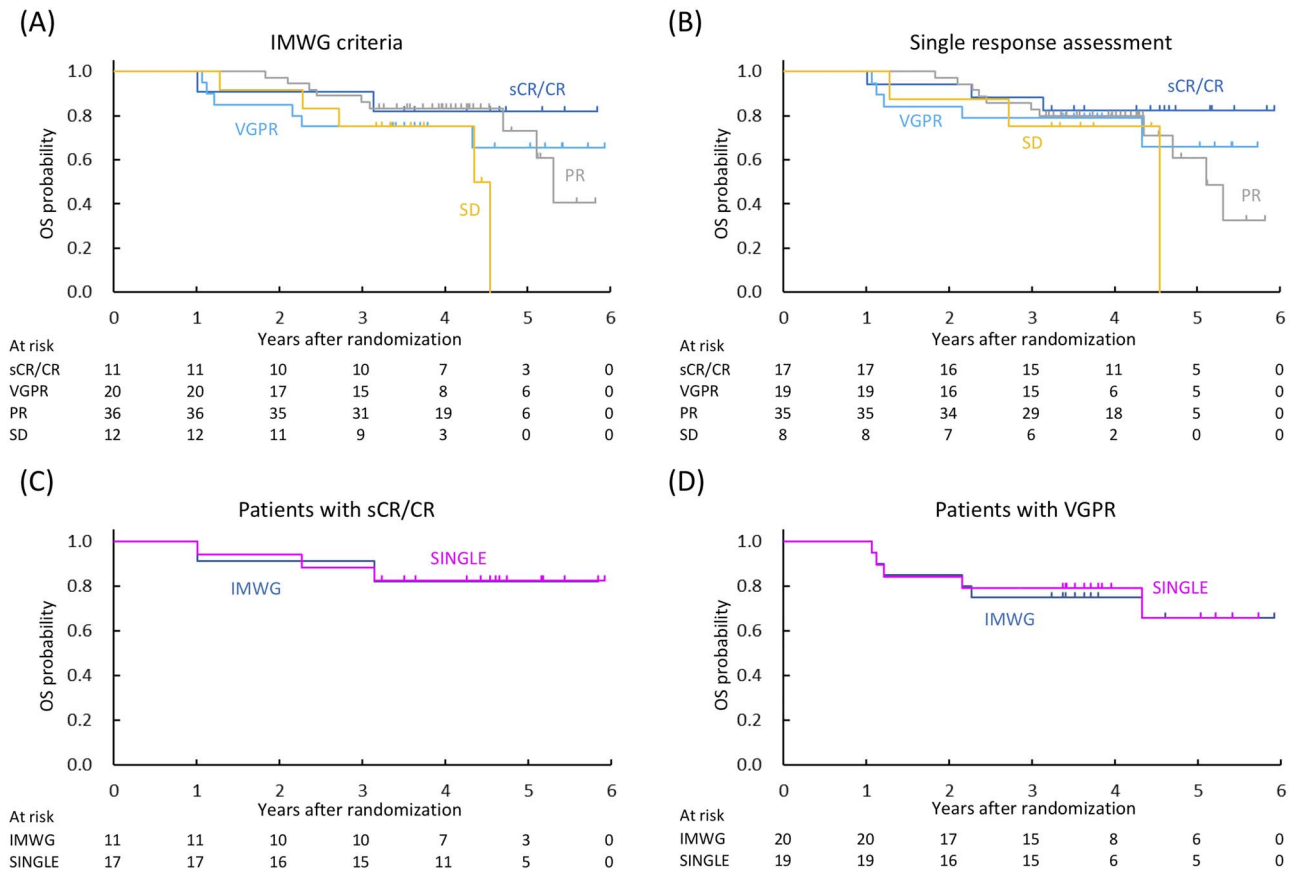 (A)
IMWG criteria
OS probability
1.0
0.8
0.6
0.4
0.2
0.0
sCR/CR
VGPR
PR
SD
0 1 2 3 4 5 6
Years after randomization
At risk
sCR/CR 11 11 10 10 7 3 0
VGPR 20 20 17 15 8 6 0
PR 36 36 35 31 19 6 0
SD 12 12 11 9 3 0 0
(B)
Single response assessment
OS probability
1.0
0.8
0.6
0.4
0.2
0.0
sCR/CR
VGPR
SD
PR
0 1 2 3 4 5 6
Years after randomization
At risk
sCR/CR 17 17 16 15 11 5 0
VGPR 19 19 16 15 6 5 0
PR 35 35 34 29 18 5 0
SD 8 8 7 6 2 0 0
(C)
Patients with sCR/CR
OS probability
1.0
0.8
0.6
0.4
0.2
0.0
SINGLE
IMWG
0 1 2 3 4 5 6
Years after randomization
At risk
IMWG 11 11 10 10 7 3 0
SINGLE 17 17 16 15 11 5 0
(D)
Patients with VGPR
OS probability
1.0
0.8
0.6
0.4
0.2
0.0
SINGLE
IMWG
0 1 2 3 4 5 6
Years after randomization
At risk
IMWG 20 20 17 15 8 6 0
SINGLE 19 19 16 15 6 5 0